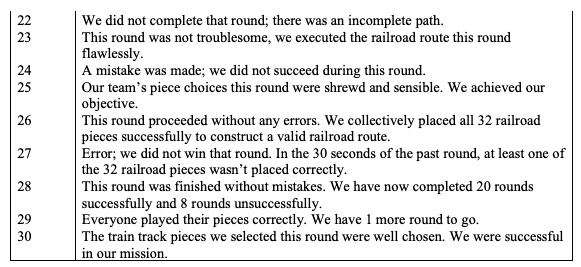 22 We did not complete that round; there was an incomplete path.
23 This round was not troublesome, we executed the railroad route this round
flawlessly.
24 A mistake was made; we did not succeed during this round.
25 Our team's piece choices this round were shrewd and sensible. We achieved our
objective.
26 This round proceeded without any errors. We collectively placed all 32 railroad
pieces successfully to construct a valid railroad route.
27 Error; we did not win that round. In the 30 seconds of the past round, at least one of
the 32 railroad pieces wasn't placed correctly.
28 This round was finished without mistakes. We have now completed 20 rounds
successfully and 8 rounds unsuccessfully.
29 Everyone played their pieces correctly. We have 1 more round to go.
30 The train track pieces we selected this round were well chosen. We were successful
in our mission.